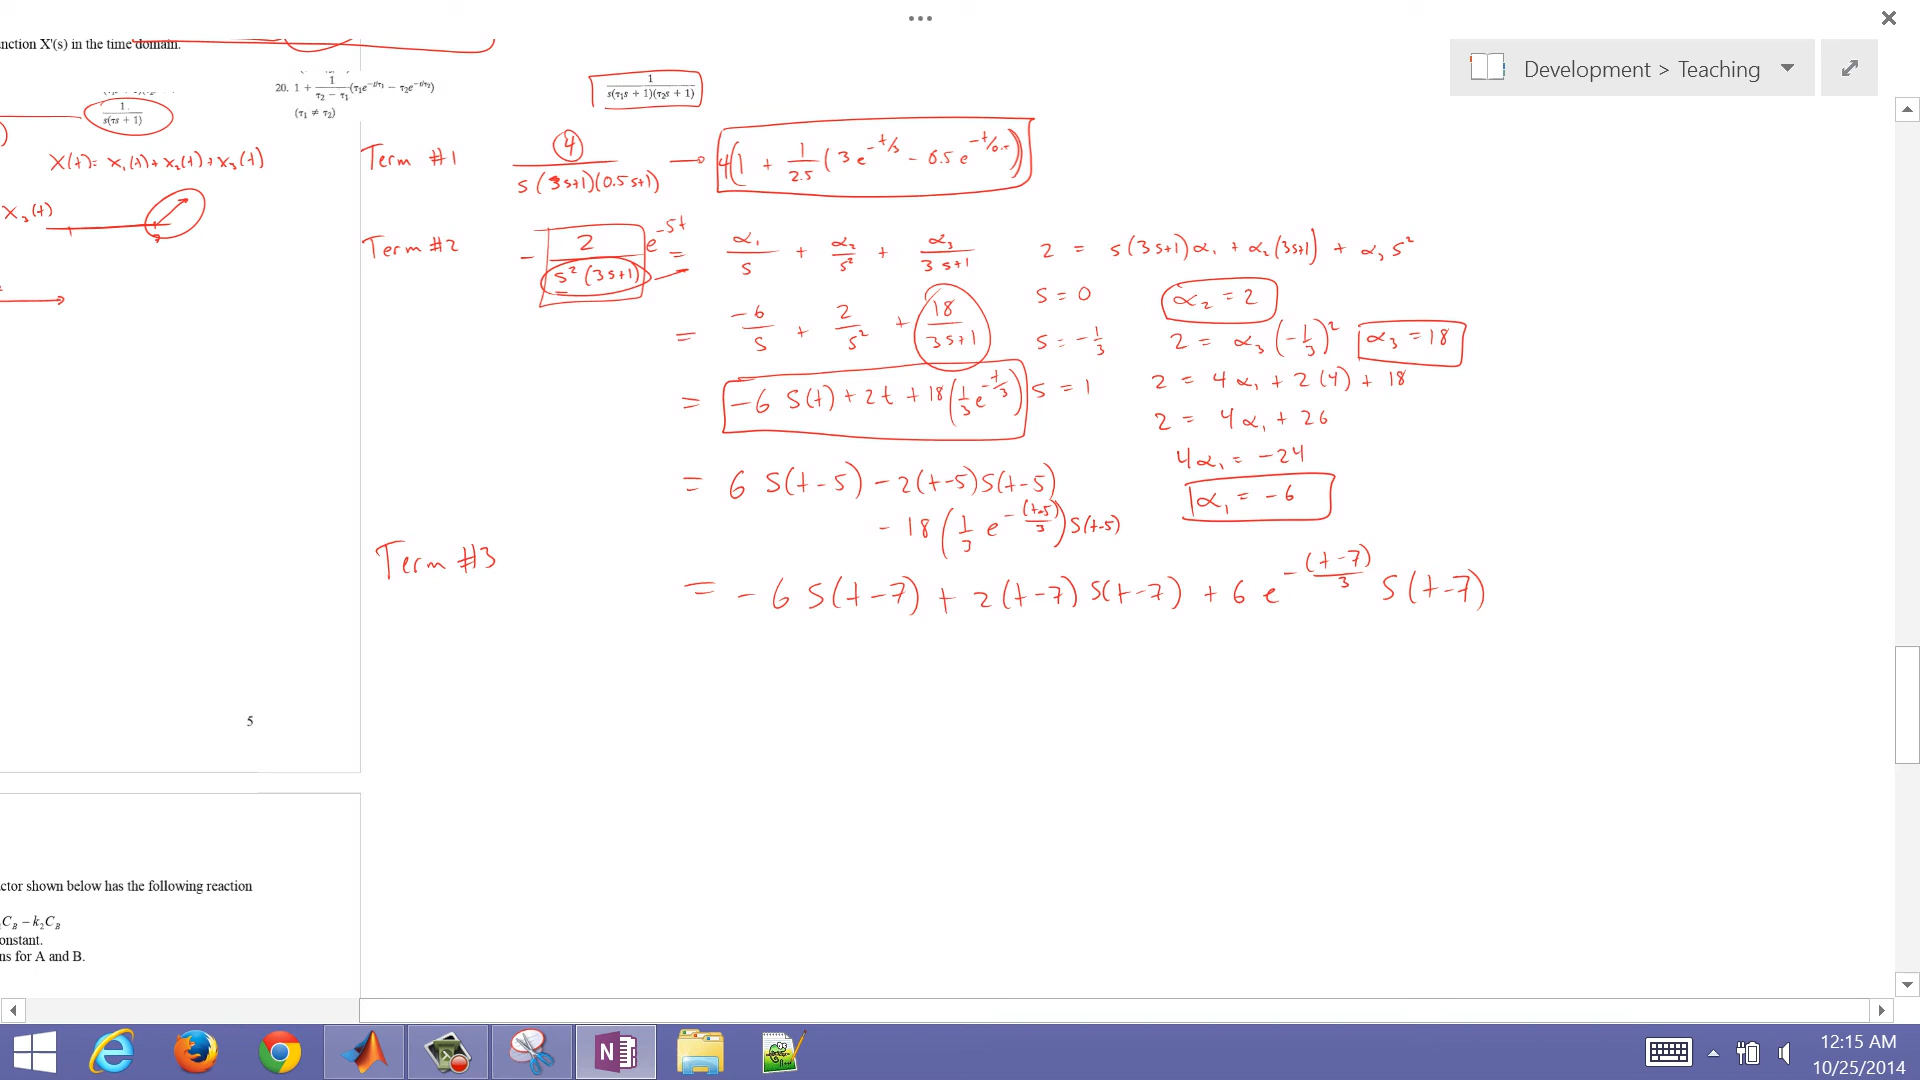 Development > Teaching
nction X'(s) in the time domain.
20. 1 + 1/(τ₂ − τ₁) (τ₁e^(−t/τ₁) − τ₂e^(−t/τ₂))
(τ₁ ≠ τ₂)
1/(s(τ₁s + 1)(τ₂s + 1))
1/(s(τs + 1))
X(t) = x₁(t) + x₂(t) + x₃(t)
X₃(t)
Term #1 4/(s(3s+1)(0.5s+1)) → 4(1 + 1/2.5 (3e^(−t/3) − 0.5e^(−t/0.5)))
Term #2 − 2/(s²(3s+1)) e^(−5t) = α₁/s + α₂/s² + α₃/(3s+1)
2 = s(3s+1)α₁ + α₂(3s+1) + α₃s²
= −6/s + 2/s² + 18/(3s+1)
s = 0 α₂ = 2
s = −1/3 2 = α₃(−1/3)² α₃ = 18
= −6 S(t) + 2t + 18(1/3 e^(−t/3))
s = 1 2 = 4α₁ + 2(4) + 18
2 = 4α₁ + 26
4α₁ = −24
α₁ = −6
= 6 S(t−5) − 2(t−5)S(t−5)
− 18(1/3 e^(−(t−5)/3))S(t−5)
Term #3
= −6 S(t−7) + 2(t−7) S(t−7) + 6 e^(−(t−7)/3) S(t−7)
5
ctor shown below has the following reaction
C_B − k₂C_B
onstant.
ns for A and B.
12:15 AM
10/25/2014